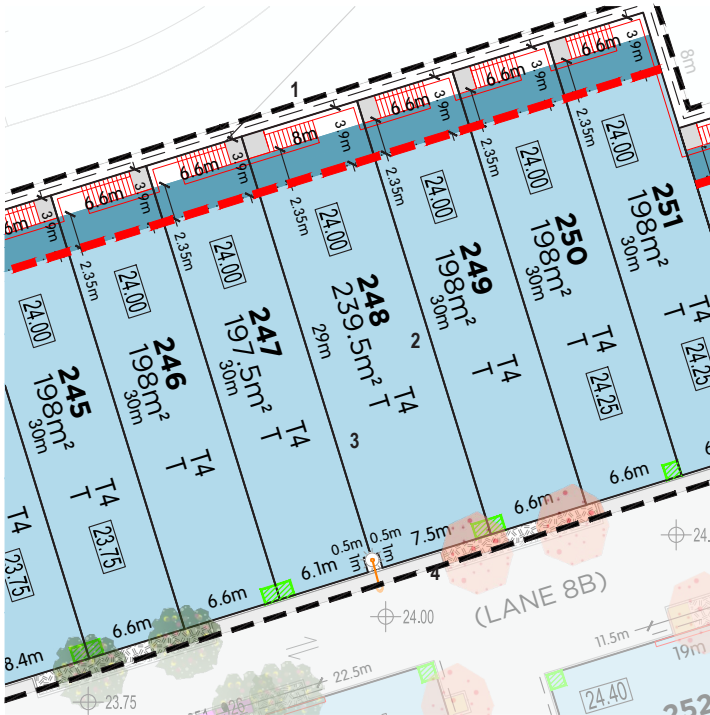 1
8m
6.6m
3.9m
6.6m
3.9m
6.6m
3.9m
8m
3.9m
6.6m
3.9m
6.6m
3.9m
6m
3.9m
2.35m
2.35m
2.35m
2.35m
2.35m
2.35m
24.00
24.00
24.00
24.00
24.00
24.00
24.00
251
198m²
30m
250
198m²
30m
249
198m²
30m
248
239.5m²
29m
247
197.5m²
30m
246
198m²
30m
245
198m²
30m
2
3
4
T4
T
T4
T
T4
T
T4
T
T4
T
T4
T
T4
T
T4
24.25
24.25
23.75
23.75
6.6m
6.6m
7.5m
0.5m
0.5m
1m
1m
6.1m
6.6m
6.6m
8.4m
(LANE 8B)
24.00
24.
23.75
11.5m
19m
22.5m
24.40
252